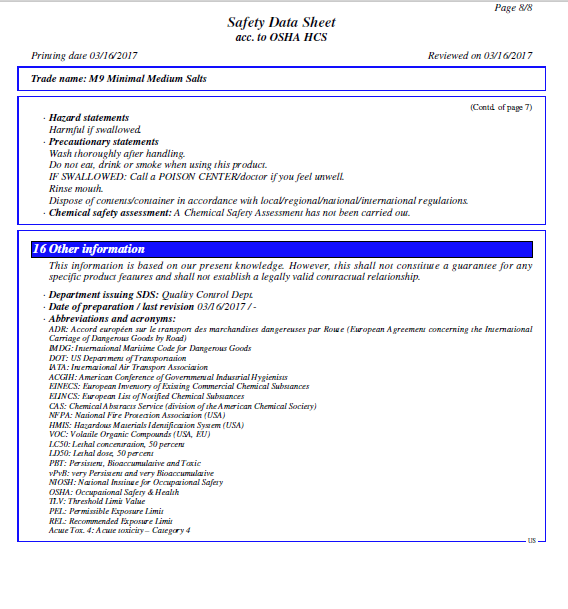 Page 8/8
Safety Data Sheet
acc. to OSHA HCS
Printing date 03/16/2017 Reviewed on 03/16/2017
Trade name: M9 Minimal Medium Salts
(Contd. of page 7)
· Hazard statements
Harmful if swallowed.
· Precautionary statements
Wash thoroughly after handling.
Do not eat, drink or smoke when using this product.
IF SWALLOWED: Call a POISON CENTER/doctor if you feel unwell.
Rinse mouth.
Dispose of contents/container in accordance with local/regional/national/international regulations.
· Chemical safety assessment: A Chemical Safety Assessment has not been carried out.
16 Other information
This information is based on our present knowledge. However, this shall not constitute a guarantee for any
specific product features and shall not establish a legally valid contractual relationship.
· Department issuing SDS: Quality Control Dept.
· Date of preparation / last revision 03/16/2017 / -
· Abbreviations and acronyms:
ADR: Accord européen sur le transport des marchandises dangereuses par Route (European Agreement concerning the International
Carriage of Dangerous Goods by Road)
IMDG: International Maritime Code for Dangerous Goods
DOT: US Department of Transportation
IATA: International Air Transport Association
ACGIH: American Conference of Governmental Industrial Hygienists
EINECS: European Inventory of Existing Commercial Chemical Substances
ELINCS: European List of Notified Chemical Substances
CAS: Chemical Abstracts Service (division of the American Chemical Society)
NFPA: National Fire Protection Association (USA)
HMIS: Hazardous Materials Identification System (USA)
VOC: Volatile Organic Compounds (USA, EU)
LC50: Lethal concentration, 50 percent
LD50: Lethal dose, 50 percent
PBT: Persistent, Bioaccumulative and Toxic
vPvB: very Persistent and very Bioaccumulative
NIOSH: National Institute for Occupational Safety
OSHA: Occupational Safety & Health
TLV: Threshold Limit Value
PEL: Permissible Exposure Limit
REL: Recommended Exposure Limit
Acute Tox. 4: Acute toxicity – Category 4
US